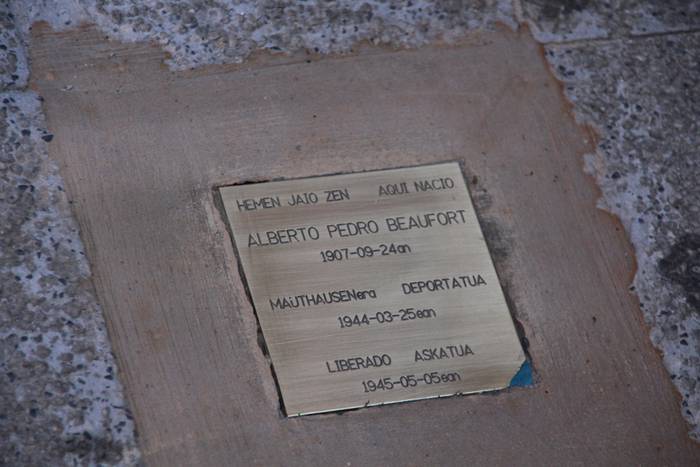 HEMEN JAIO ZEN AQUI NACIO
ALBERTO PEDRO BEAUFORT
1907-09-24an
MAUTHAUSENera DEPORTATUA
1944-03-25ean
LIBERADO ASKATUA
1945-05-05ean